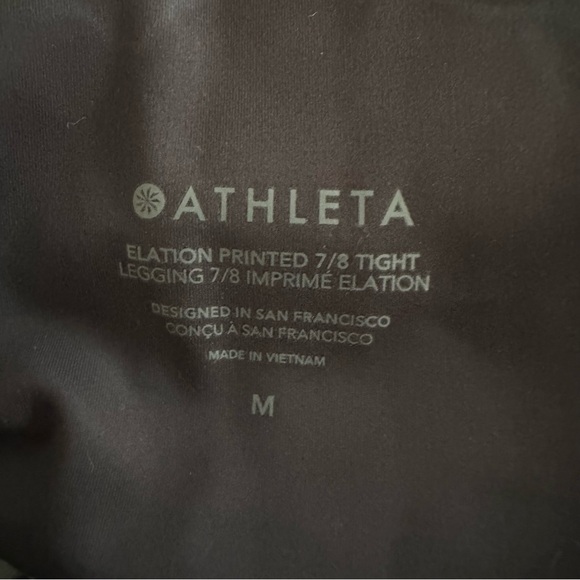 ATHLETA
ELATION PRINTED 7/8 TIGHT
LEGGING 7/8 IMPRIMÉ ELATION
DESIGNED IN SAN FRANCISCO
CONÇU À SAN FRANCISCO
MADE IN VIETNAM
M